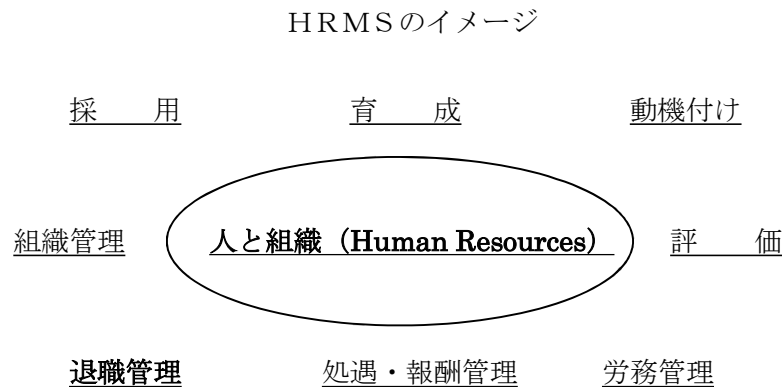 HRMSのイメージ
採　　用　　育　　成　　動機付け
組織管理　　人と組織（Human Resources）　　評　　価
退職管理　　処遇・報酬管理　　労務管理